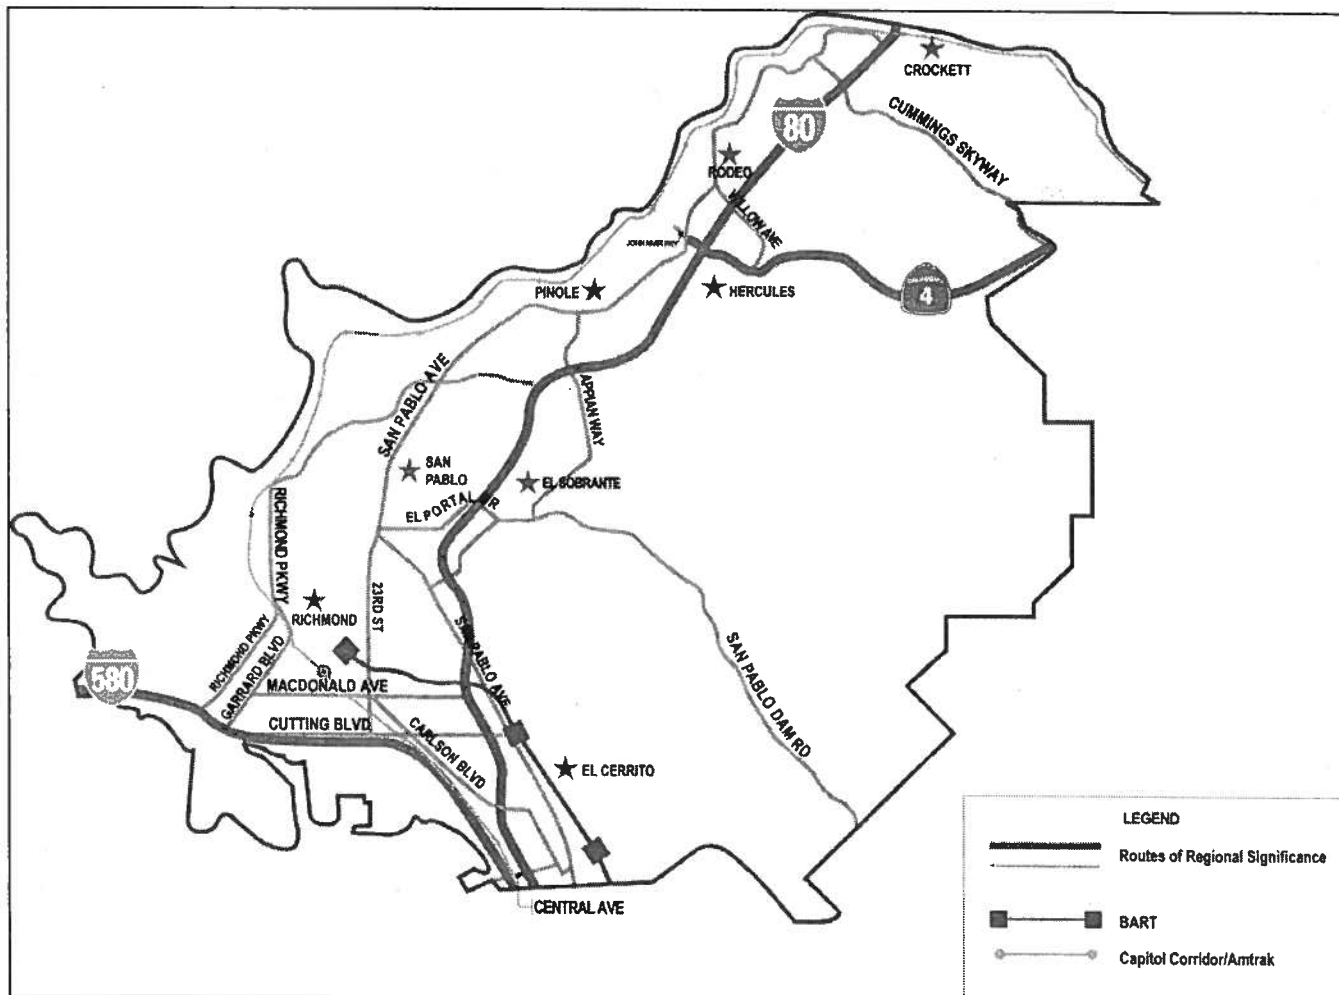 CROCKETT
CUMMINGS SKYWAY
80
RODEO
WILLOW AVE
JOHN MUIR PKY
PINOLE
HERCULES
4
SAN PABLO AVE
APPIAN WAY
SAN
PABLO
EL SOBRANTE
EL PORTAL DR
RICHMOND PKWY
23RD ST
RICHMOND
SAN PABLO AVE
RICHMOND PKWY
GARRARD BLVD
580
MACDONALD AVE
CUTTING BLVD
CARLSON BLVD
SAN PABLO DAM RD
EL CERRITO
CENTRAL AVE
LEGEND
Routes of Regional Significance
BART
Capitol Corridor/Amtrak